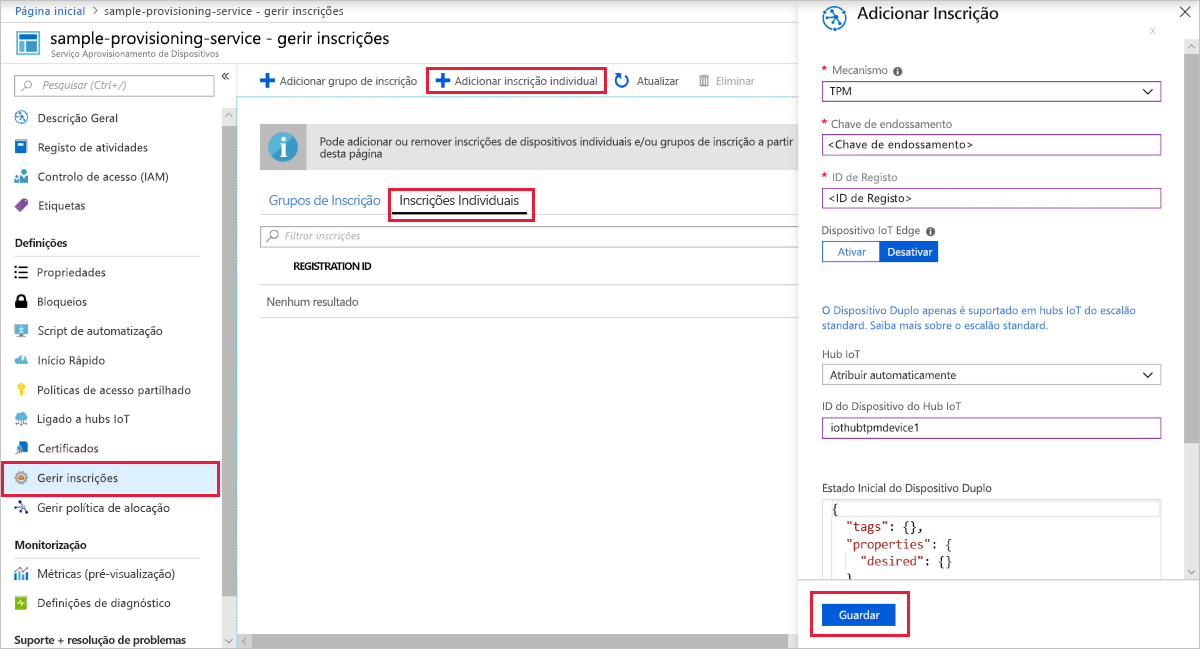 Página inicial > sample-provisioning-service - gerir inscrições
sample-provisioning-service - gerir inscrições
Serviço Aprovisionamento de Dispositivos
Pesquisar (Ctrl+/)
«
Descrição Geral
Registo de atividades
Controlo de acesso (IAM)
Etiquetas
Definições
Propriedades
Bloqueios
Script de automatização
Início Rápido
Políticas de acesso partilhado
Ligado a hubs IoT
Certificados
Gerir inscrições
Gerir política de alocação
Monitorização
Métricas (pré-visualização)
Definições de diagnóstico
Suporte + resolução de problemas
Adicionar grupo de inscrição
Adicionar inscrição individual
Atualizar
Eliminar
Pode adicionar ou remover inscrições de dispositivos individuais e/ou grupos de inscrição a partir
desta página
Grupos de Inscrição
Inscrições Individuais
Filtrar inscrições
REGISTRATION ID
Nenhum resultado
Adicionar Inscrição
x
* Mecanismo
TPM
* Chave de endossamento
<Chave de endossamento>
* ID de Registo
<ID de Registo>
Dispositivo IoT Edge
Ativar
Desativar
O Dispositivo Duplo apenas é suportado em hubs IoT do escalão
standard. Saiba mais sobre o escalão standard.
Hub IoT
Atribuir automaticamente
ID do Dispositivo do Hub IoT
iothubtpmdevice1
Estado Inicial do Dispositivo Duplo
{
"tags": {},
"properties": {
"desired": {}
}
Guardar